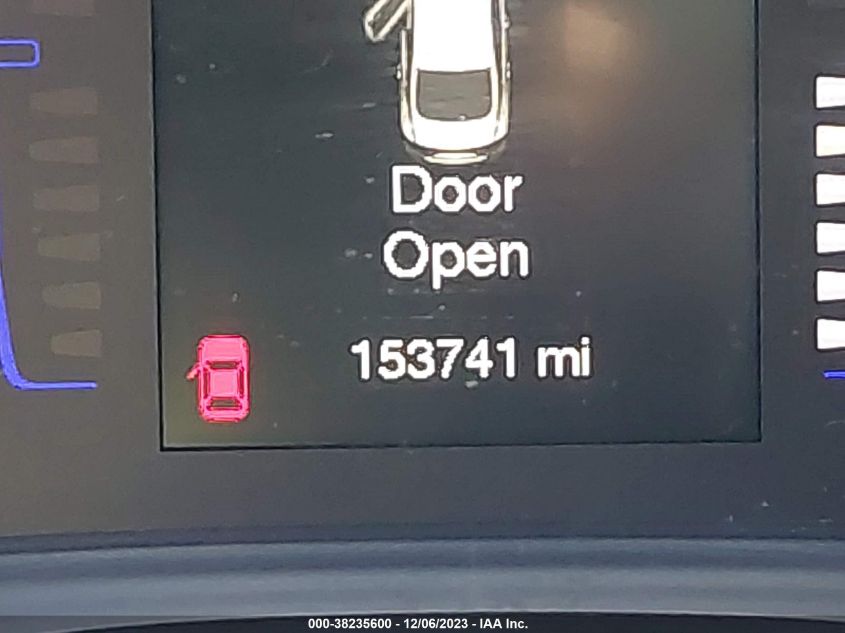 Door
Open
153741 mi
000-38235600 - 12/06/2023 - IAA Inc.